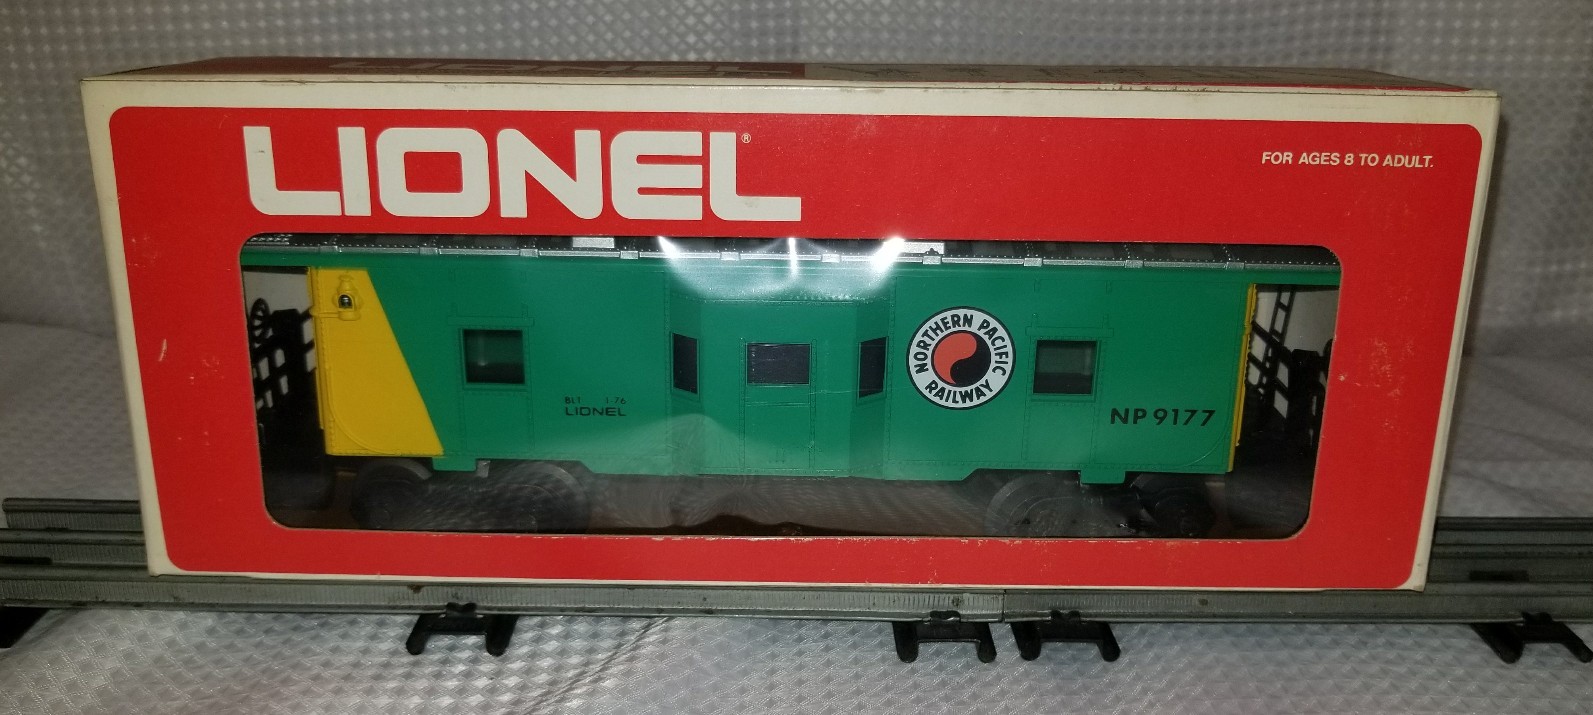 LIONEL®
FOR AGES 8 TO ADULT.
BLT 1-76
LIONEL
NORTHERN PACIFIC
RAILWAY
NP 9177